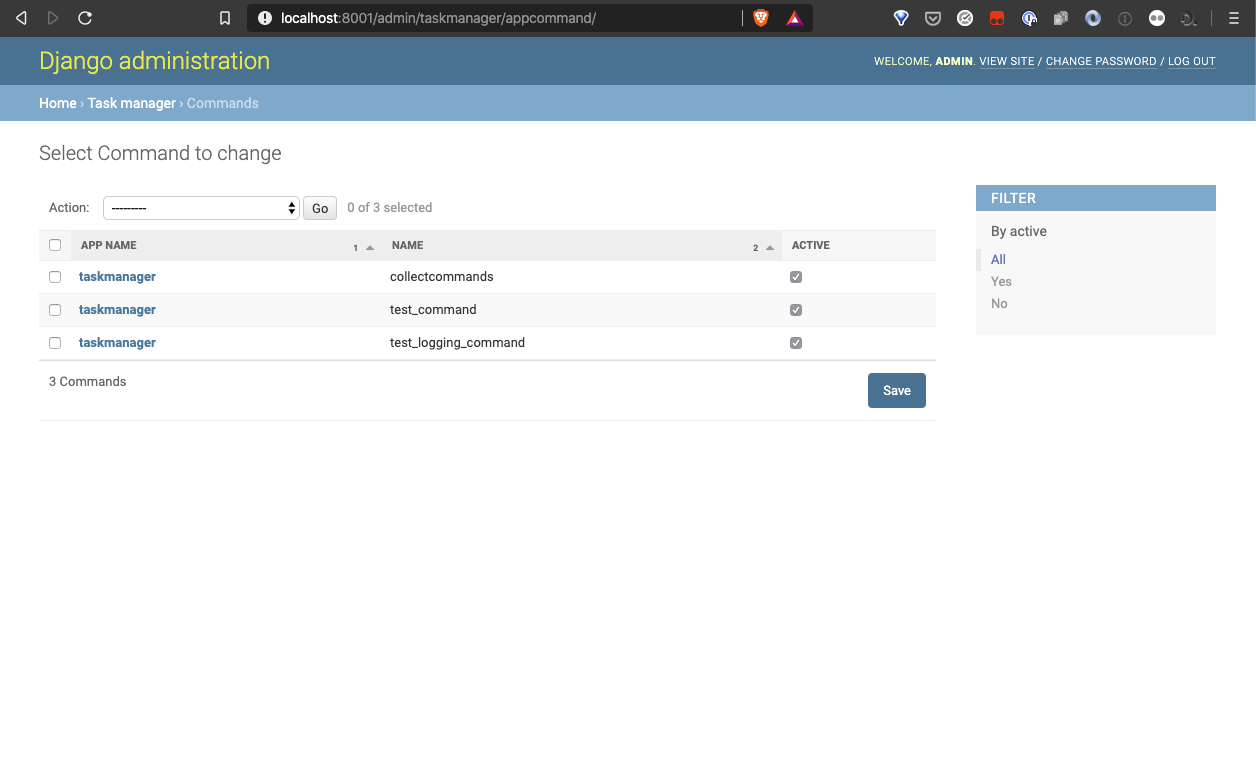 localhost:8001/admin/taskmanager/appcommand/
Django administration
WELCOME, ADMIN. VIEW SITE / CHANGE PASSWORD / LOG OUT
Home › Task manager › Commands
Select Command to change
Action: --------- Go 0 of 3 selected
APP NAME 1 NAME 2 ACTIVE
taskmanager collectcommands
taskmanager test_command
taskmanager test_logging_command
3 Commands
Save
FILTER
By active
All
Yes
No